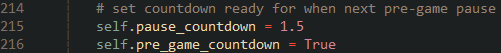 214 # set countdown ready for when next pre-game pause
215 self.pause_countdown = 1.5
216 self.pre_game_countdown = True